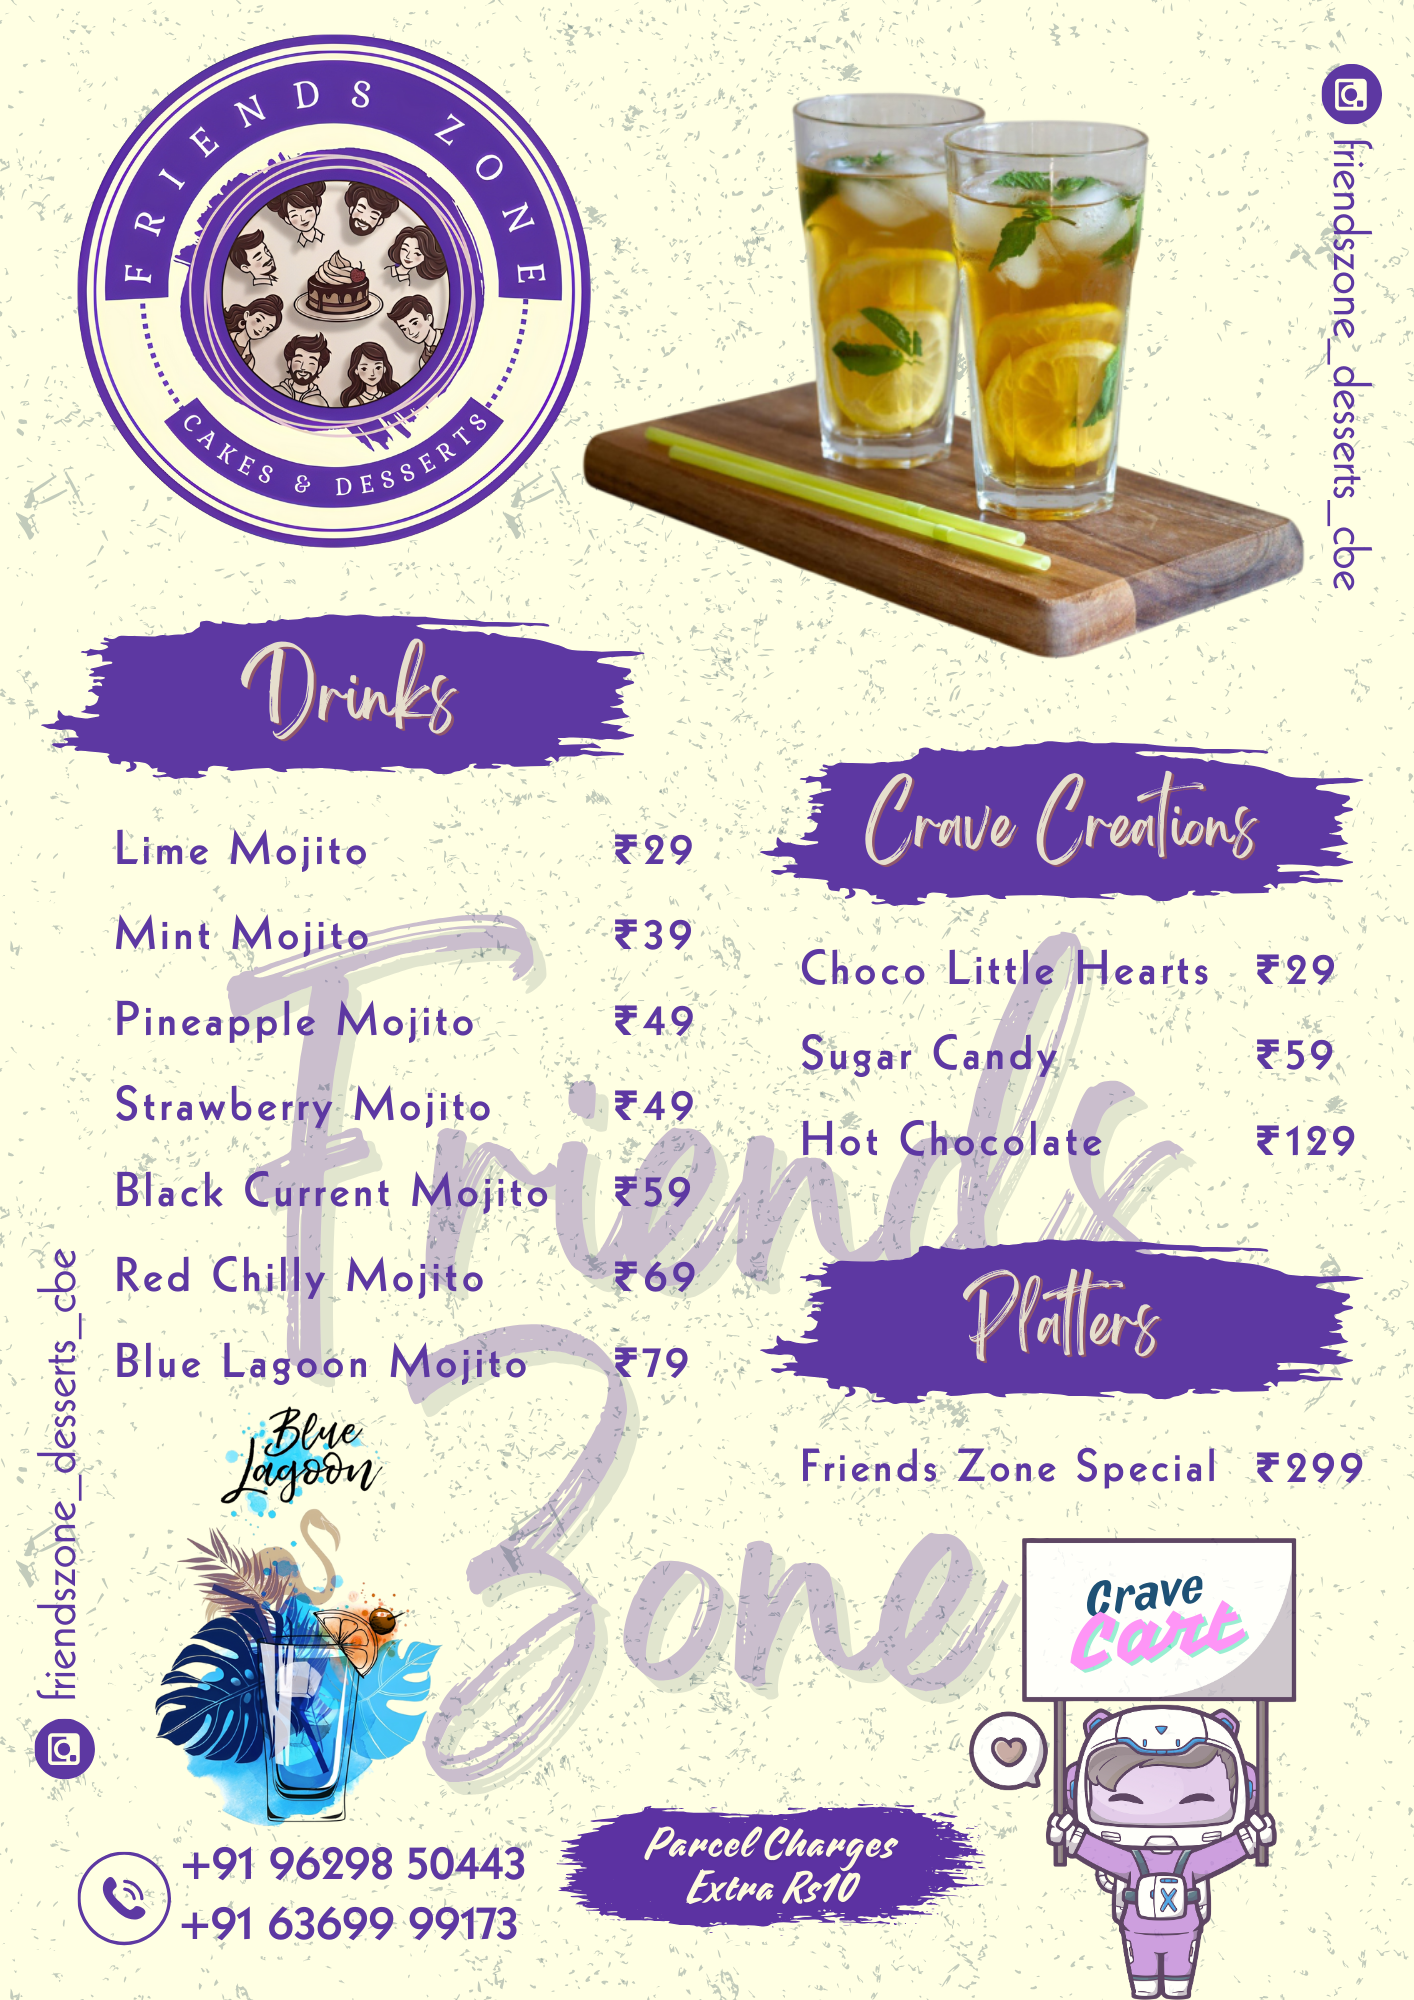 FRIENDS ZONE
CAKES & DESSERTS
friendszone_desserts_cbe
Drinks
Lime Mojito ₹29
Mint Mojito ₹39
Pineapple Mojito ₹49
Strawberry Mojito ₹49
Black Current Mojito ₹59
Red Chilly Mojito ₹69
Blue Lagoon Mojito ₹79
Crave Creations
Choco Little Hearts ₹29
Sugar Candy ₹59
Hot Chocolate ₹129
Platters
Friends Zone Special ₹299
Friends
Zone
Blue
Lagoon
friendszone_desserts_cbe
Crave
Cart
X
Parcel Charges
Extra Rs10
+91 96298 50443
+91 63699 99173